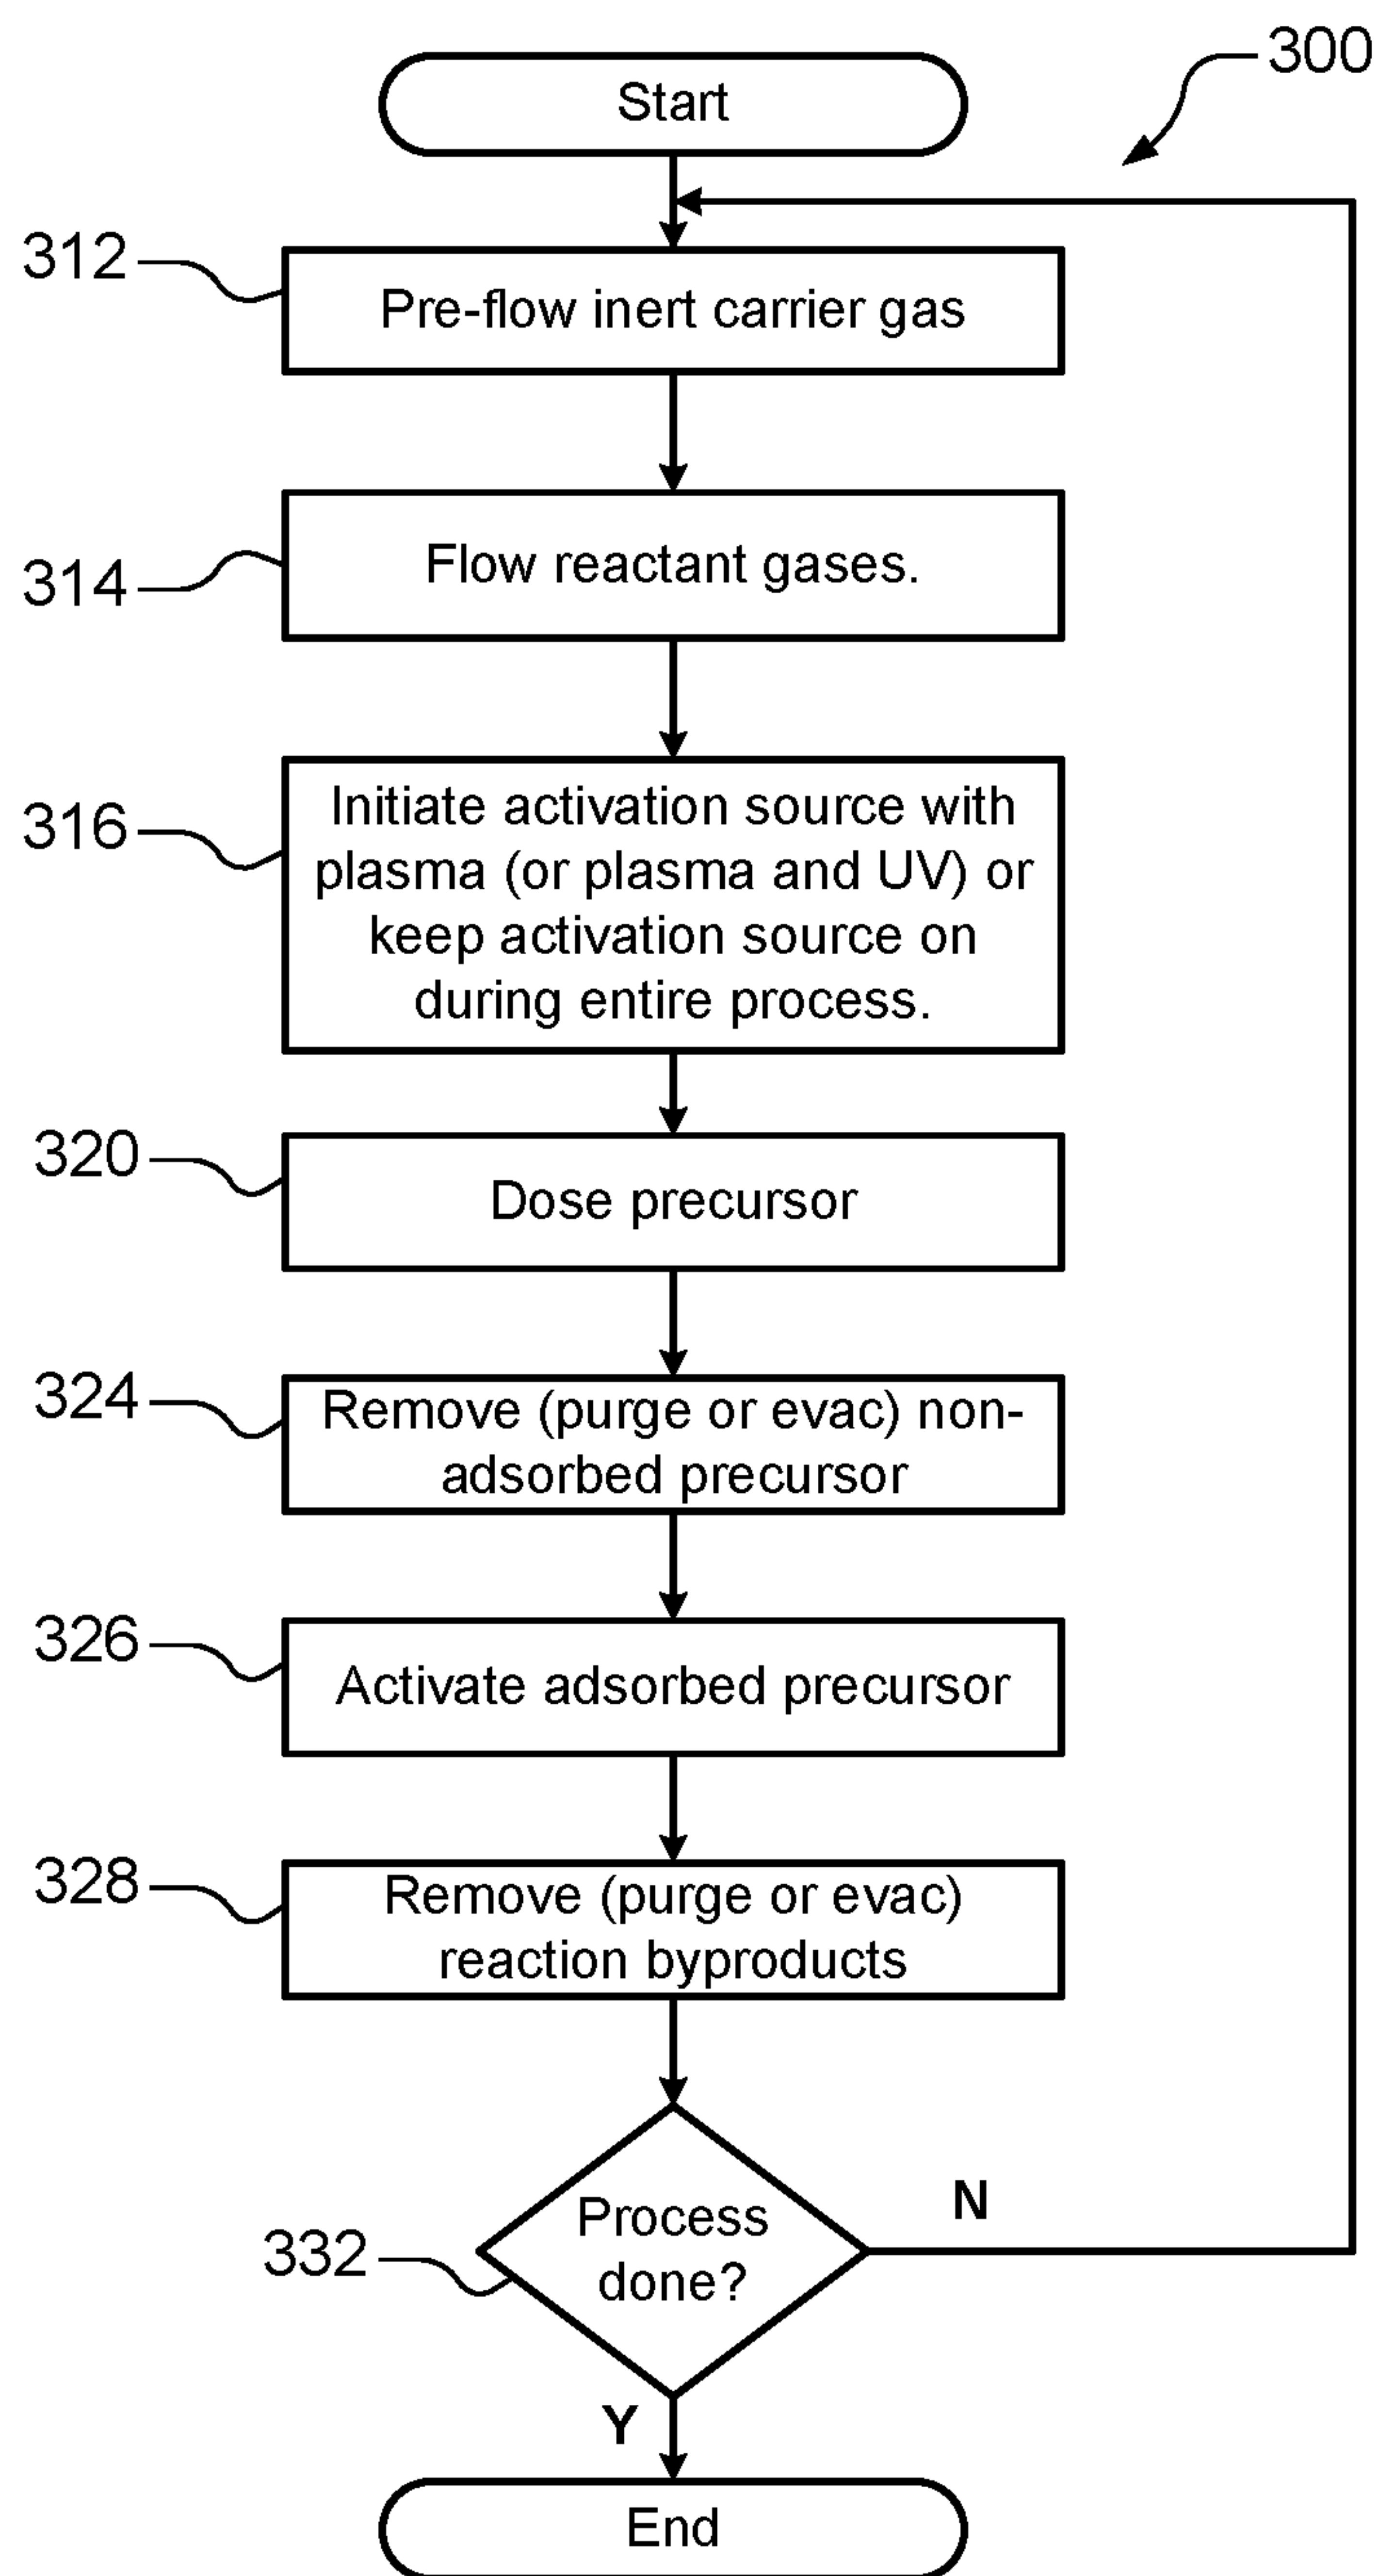 300
Start
312
Pre-flow inert carrier gas
314
Flow reactant gases.
316
Initiate activation source with
plasma (or plasma and UV) or
keep activation source on
during entire process.
320
Dose precursor
324
Remove (purge or evac) non-
adsorbed precursor
326
Activate adsorbed precursor
328
Remove (purge or evac)
reaction byproducts
332
Process
done?
N
Y
End